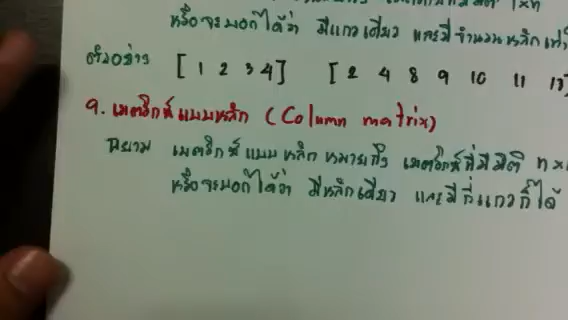 มิติ 1×n
หรือจะบอกได้ว่า มีแถวเดียว และมีจำนวนหลักเท่า
ตัวอย่าง [ 1 2 3 4 ] [ 2 4 8 9 10 11
9. เมตริกซ์แบบหลัก (Column matrix)
นิยาม เมตริกซ์แบบหลัก หมายถึง เมตริกซ์ที่มีมิติ n×
หรือจะบอกได้ว่า มีหลักเดียว และมีกี่แถวก็ได้